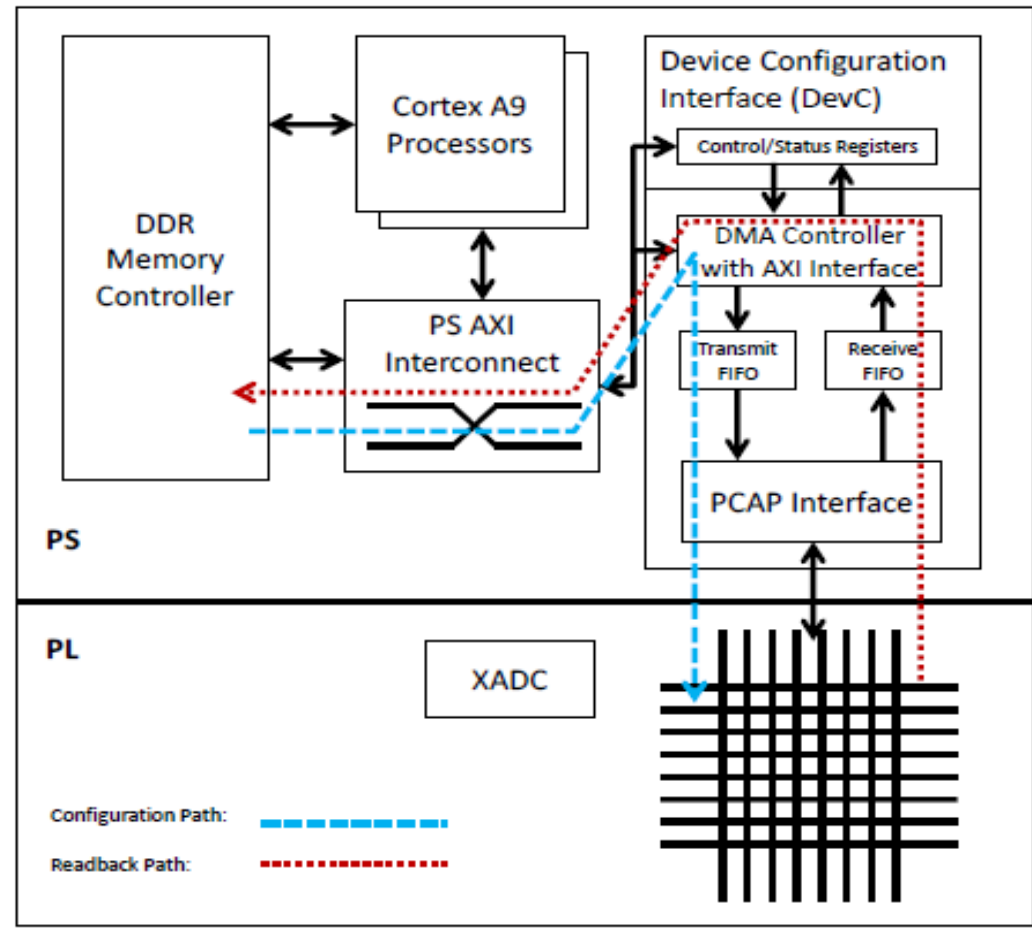 DDR
Memory
Controller
Cortex A9
Processors
PS AXI
Interconnect
Device Configuration
Interface (DevC)
Control/Status Registers
DMA Controller
with AXI Interface
Transmit
FIFO
Receive
FIFO
PCAP Interface
PS
PL
XADC
Configuration Path:
Readback Path: